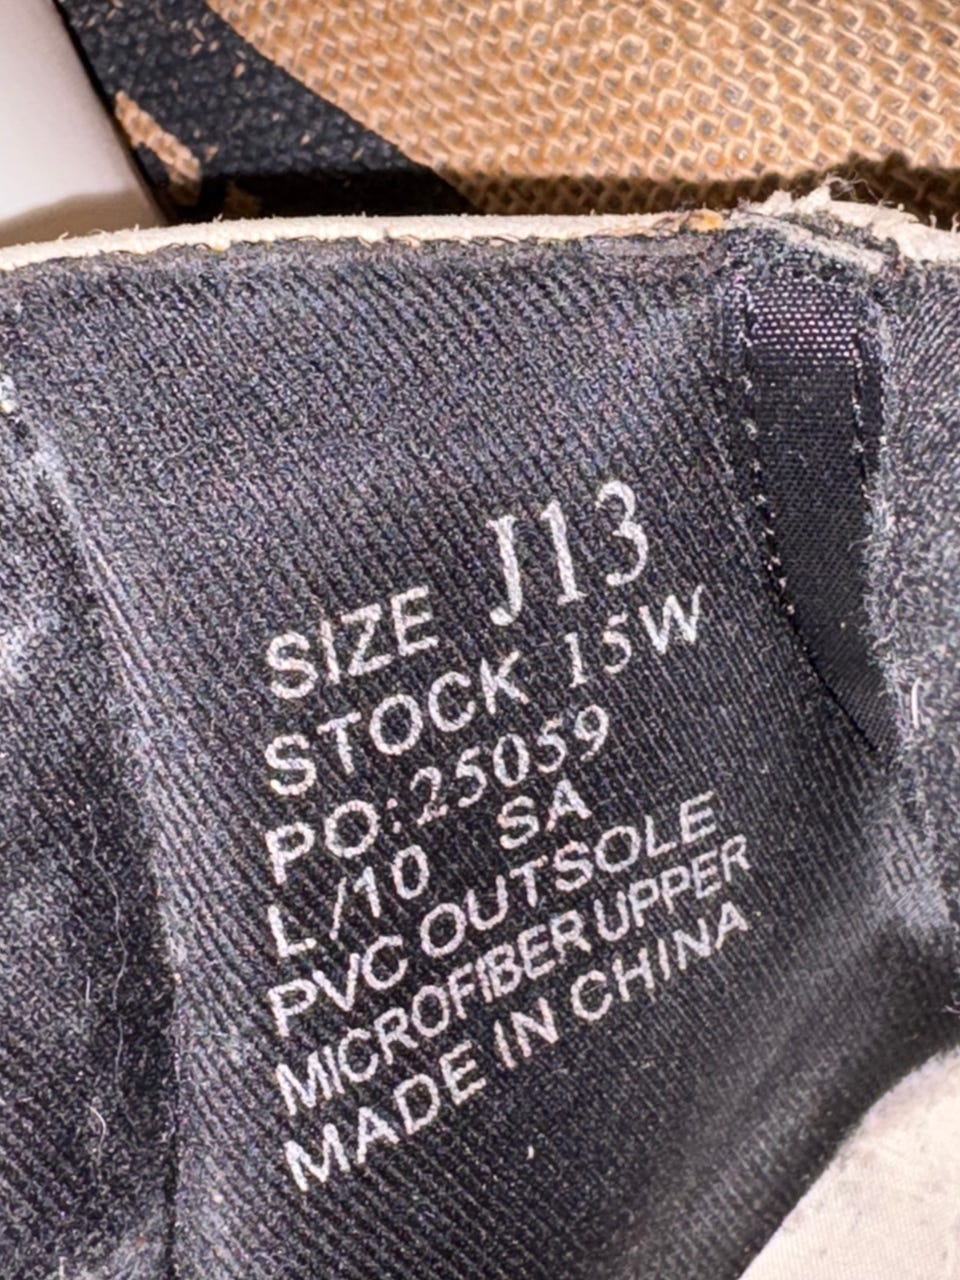 SIZE J13
STOCK 15W
PO:25059
L/10 SA
PVC OUTSOLE
MICROFIBER UPPER
MADE IN CHINA